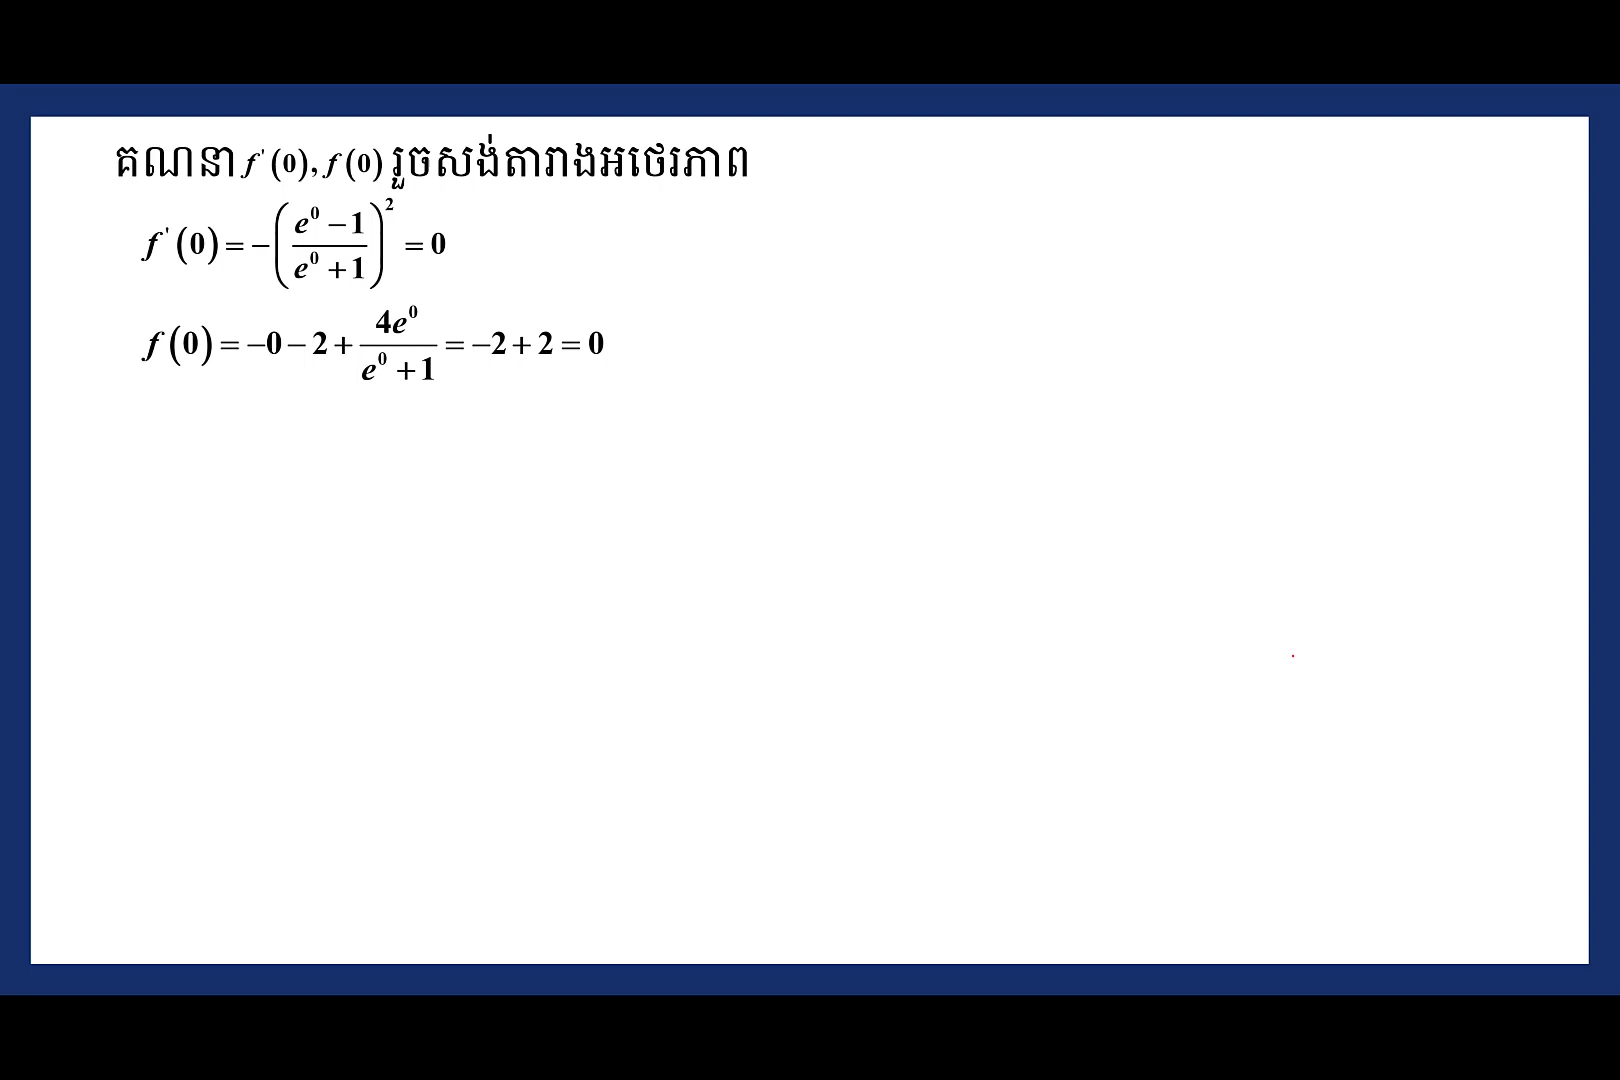 គណនា f'(0), f(0) រួចសង់តារាងអថេរភាព
f'(0) = -((e^0 - 1)/(e^0 + 1))^2 = 0
f(0) = -0 - 2 + 4e^0/(e^0 + 1) = -2 + 2 = 0